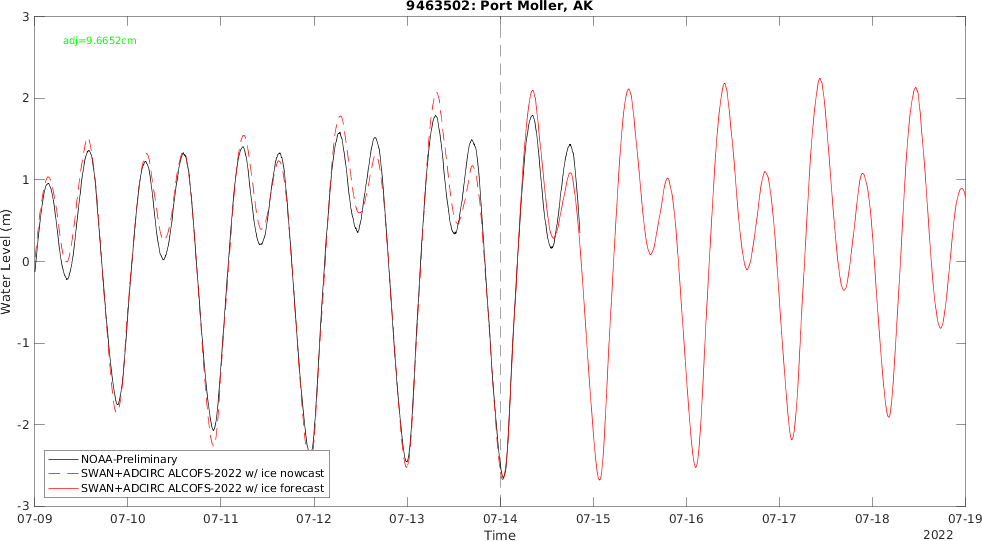 9463502: Port Moller, AK
adj=9.6652cm
Water Level (m)
3
2
1
0
-1
-2
-3
NOAA-Preliminary
SWAN+ADCIRC ALCOFS-2022 w/ ice nowcast
SWAN+ADCIRC ALCOFS-2022 w/ ice forecast
07-09 07-10 07-11 07-12 07-13 07-14 07-15 07-16 07-17 07-18 07-19
Time
2022